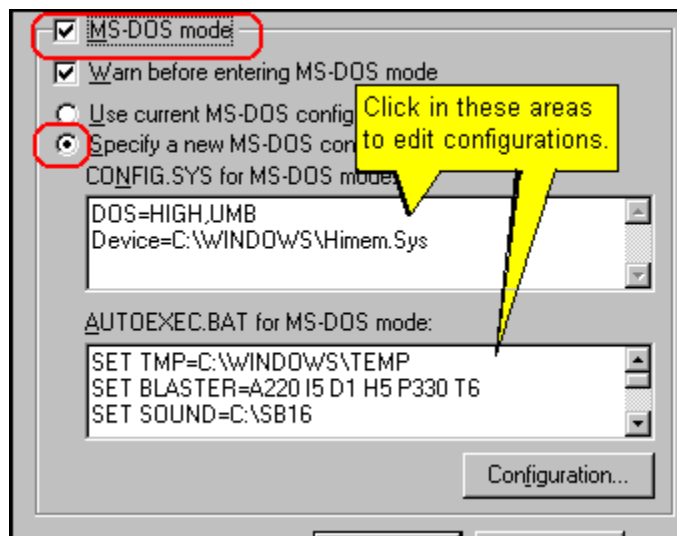 MS-DOS mode
Warn before entering MS-DOS mode
Use current MS-DOS config
Specify a new MS-DOS con
Click in these areas
to edit configurations.
CONFIG.SYS for MS-DOS mode:
DOS=HIGH,UMB
Device=C:\WINDOWS\Himem.Sys
AUTOEXEC.BAT for MS-DOS mode:
SET TMP=C:\WINDOWS\TEMP
SET BLASTER=A220 I5 D1 H5 P330 T6
SET SOUND=C:\SB16
Configuration...